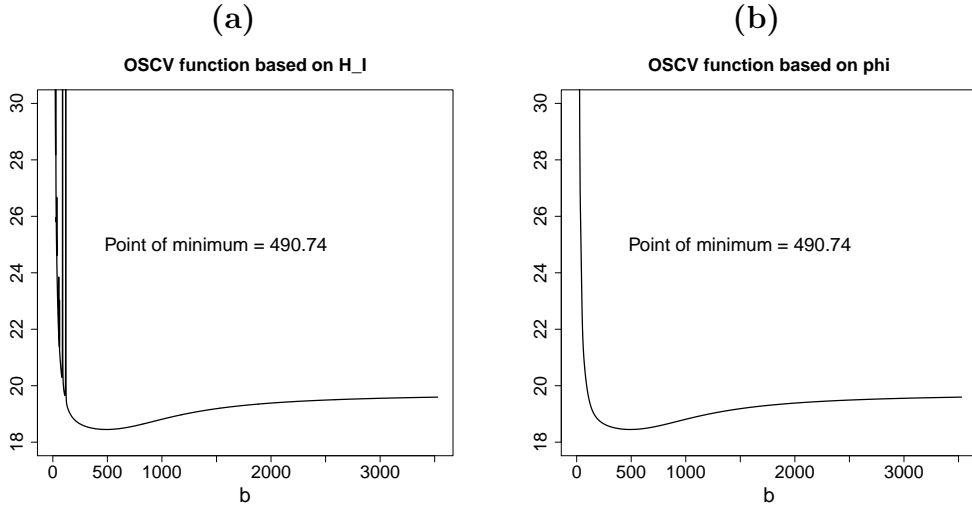 (a)
OSCV function based on H_I
30
28
26
24
22
20
18
Point of minimum = 490.74
0 500 1000 2000 3000
b
(b)
OSCV function based on phi
30
28
26
24
22
20
18
Point of minimum = 490.74
0 500 1000 2000 3000
b